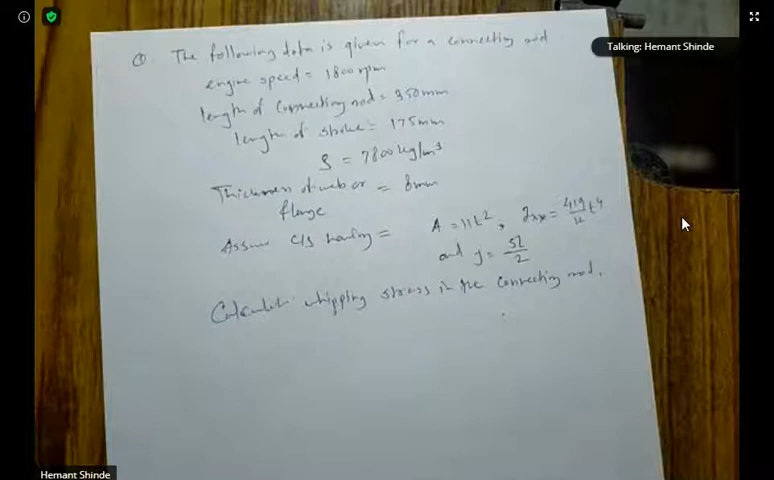 Talking: Hemant Shinde
① The following data is given for a connecting rod
engine speed = 1800 rpm
length of connecting rod = 350mm
length of stroke = 175mm
ρ = 7800 kg/m³
Thickness of web or = 8mm
flange
Assume c/s having = A = 11t², Ixx = 419/12 t⁴
and y = 5t/2
Calculate whipping stress in the connecting rod.
Hemant Shinde